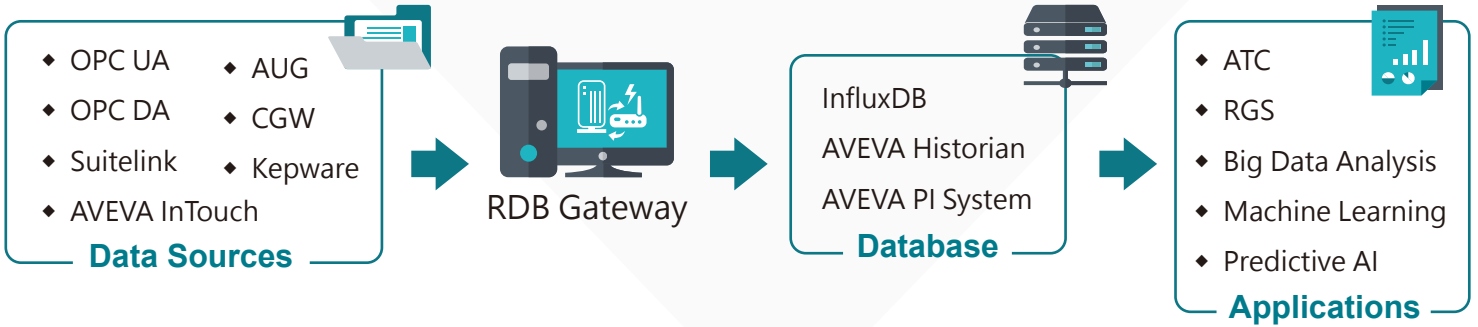 OPC UA
OPC DA
Suitelink
AVEVA InTouch
AUG
CGW
Kepware
Data Sources
RDB Gateway
InfluxDB
AVEVA Historian
AVEVA PI System
Database
ATC
RGS
Big Data Analysis
Machine Learning
Predictive AI
Applications